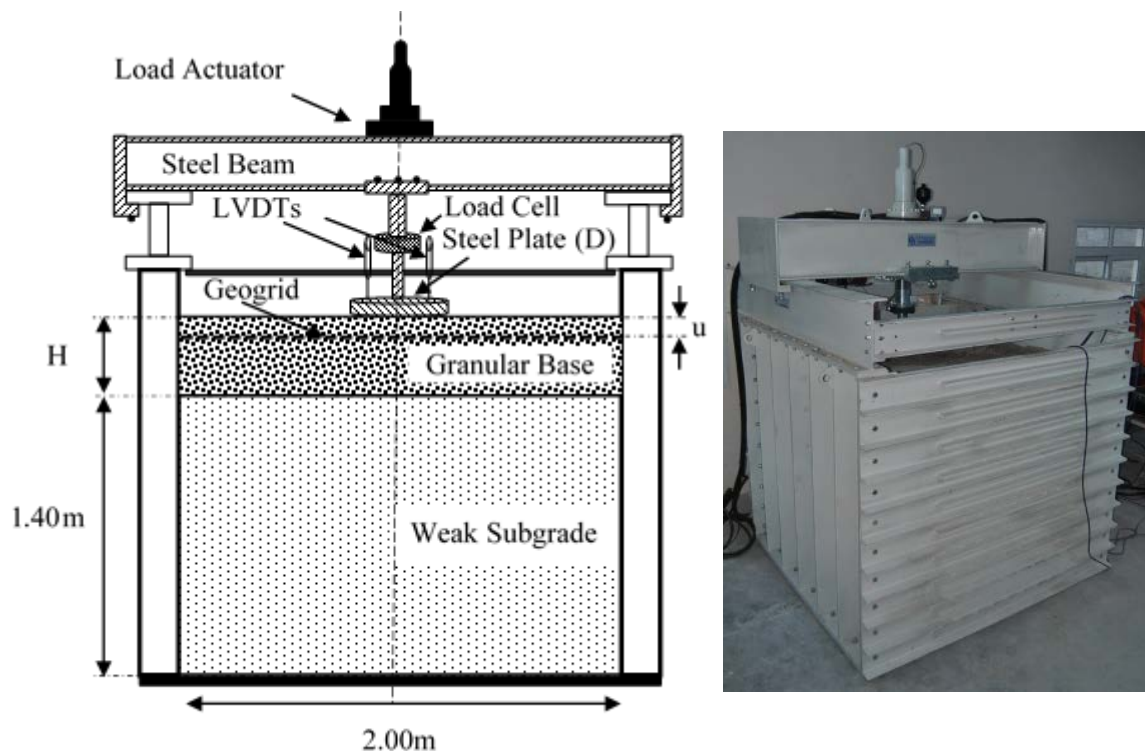 Load Actuator
Steel Beam
LVDTs
Load Cell
Steel Plate (D)
Geogrid
u
H
Granular Base
1.40m
Weak Subgrade
2.00m